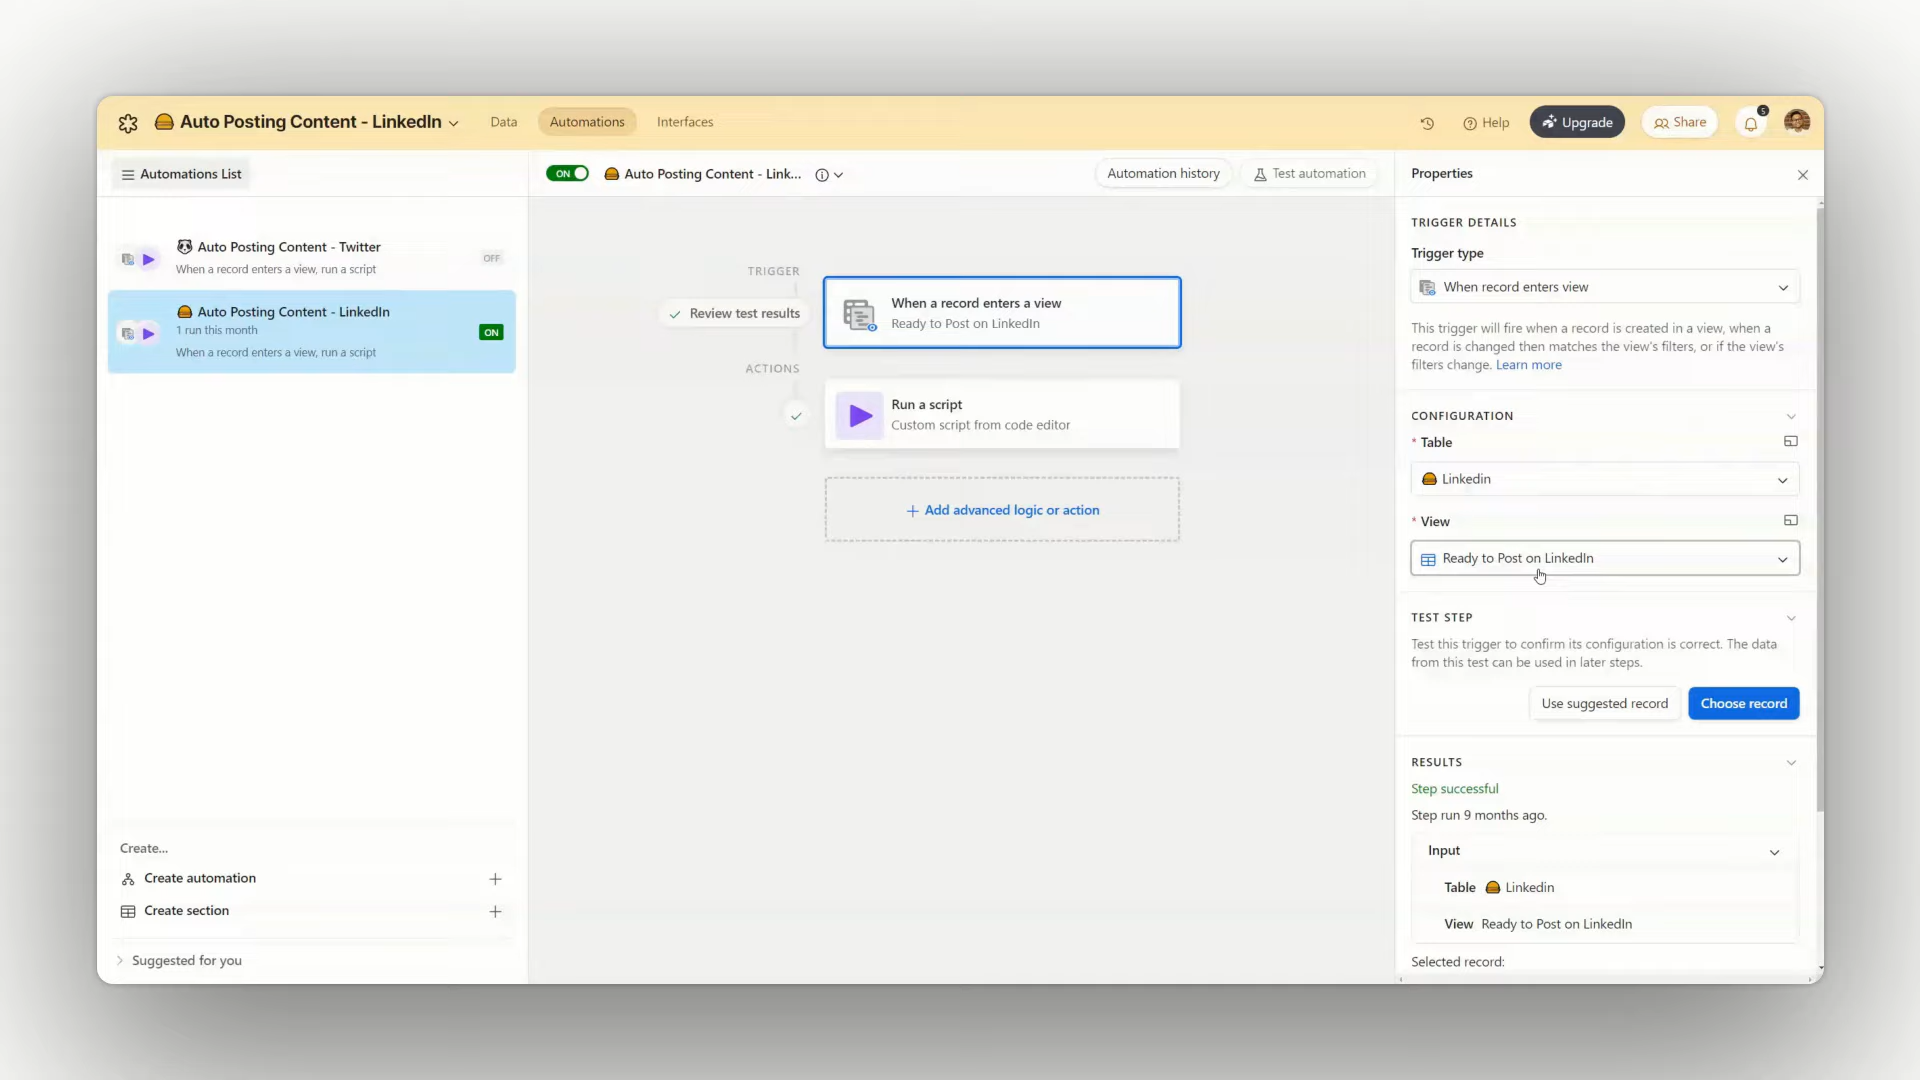 Auto Posting Content - LinkedIn
Data
Automations
Interfaces
Help
Upgrade
Share
5
Automations List
ON
Auto Posting Content - Link...
Automation history
Test automation
Properties
Auto Posting Content - Twitter
When a record enters a view, run a script
OFF
Auto Posting Content - LinkedIn
1 run this month
When a record enters a view, run a script
ON
Create...
Create automation
Create section
Suggested for you
TRIGGER
Review test results
When a record enters a view
Ready to Post on LinkedIn
ACTIONS
Run a script
Custom script from code editor
Add advanced logic or action
TRIGGER DETAILS
Trigger type
When record enters view
This trigger will fire when a record is created in a view, when a
record is changed then matches the view's filters, or if the view's
filters change. Learn more
CONFIGURATION
* Table
Linkedin
* View
Ready to Post on LinkedIn
TEST STEP
Test this trigger to confirm its configuration is correct. The data
from this test can be used in later steps.
Use suggested record
Choose record
RESULTS
Step successful
Step run 9 months ago.
Input
Table Linkedin
View Ready to Post on LinkedIn
Selected record: